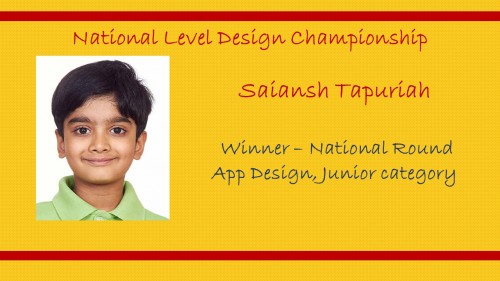 National Level Design Championship
Saiansh Tapuriah
Winner – National Round
App Design, Junior category